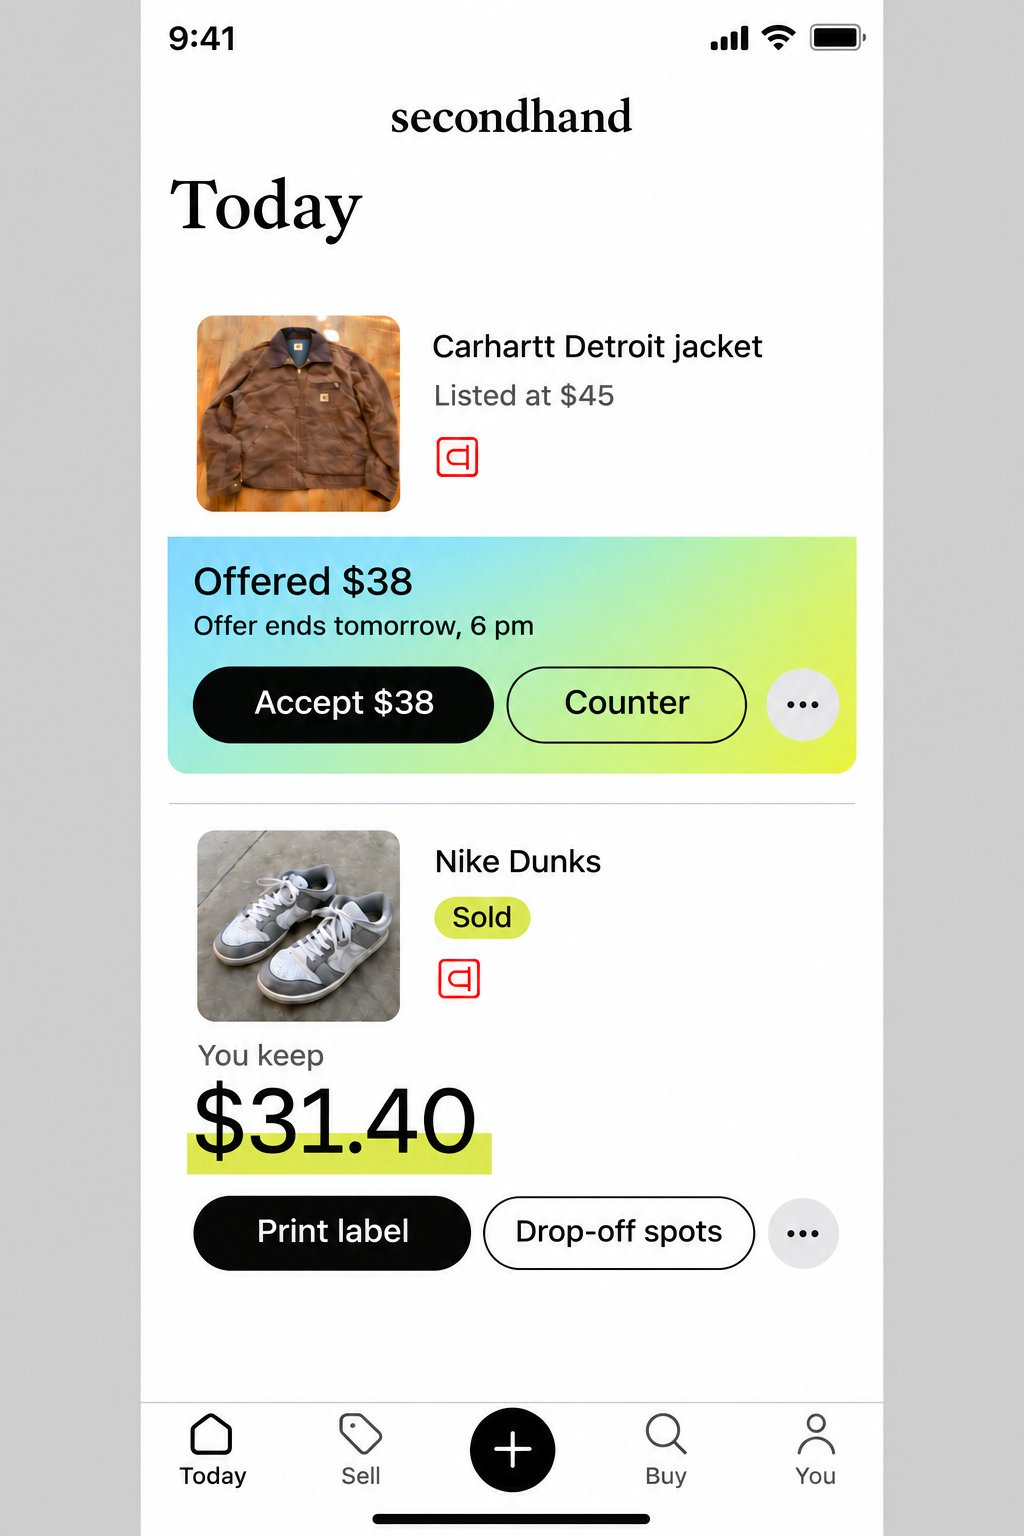 9:41
secondhand
Today
Carhartt Detroit jacket
Listed at $45
Offered $38
Offer ends tomorrow, 6 pm
Accept $38
Counter
Nike Dunks
Sold
You keep
$31.40
Print label
Drop-off spots
Today
Sell
Buy
You